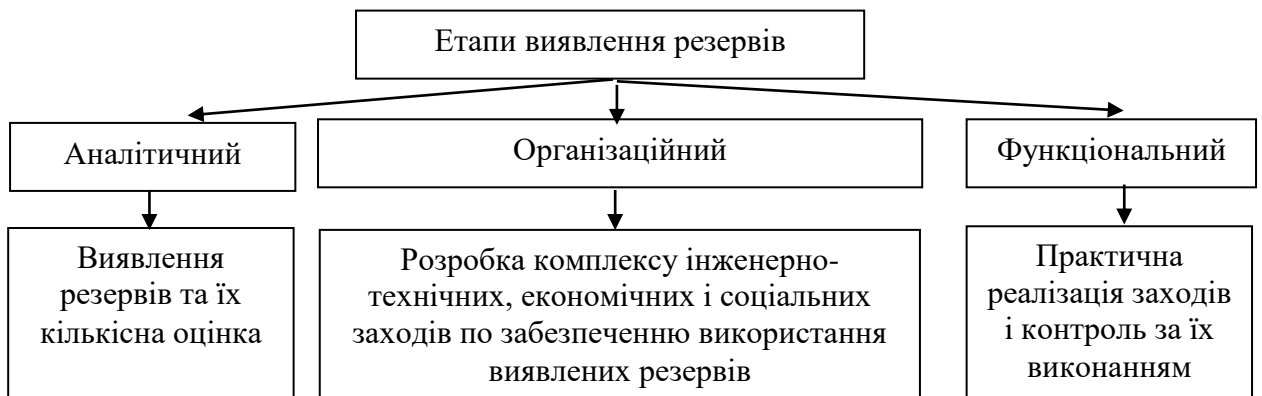 Етапи виявлення резервів
Аналітичний
Організаційний
Функціональний
Виявлення
резервів та їх
кількісна оцінка
Розробка комплексу інженерно-
технічних, економічних і соціальних
заходів по забезпеченню використання
виявлених резервів
Практична
реалізація заходів
і контроль за їх
виконанням